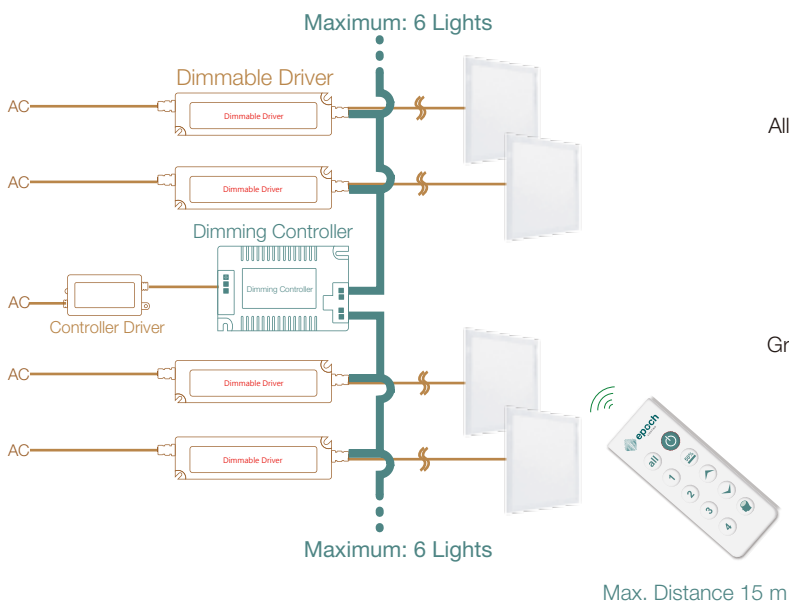 Maximum: 6 Lights
Dimmable Driver
AC
Dimmable Driver
All
AC
Dimmable Driver
Dimming Controller
Dimming Controller
AC
Controller Driver
Gr
AC
Dimmable Driver
epoch
all
50%
1
2
3
4
AC
Dimmable Driver
Maximum: 6 Lights
Max. Distance 15 m